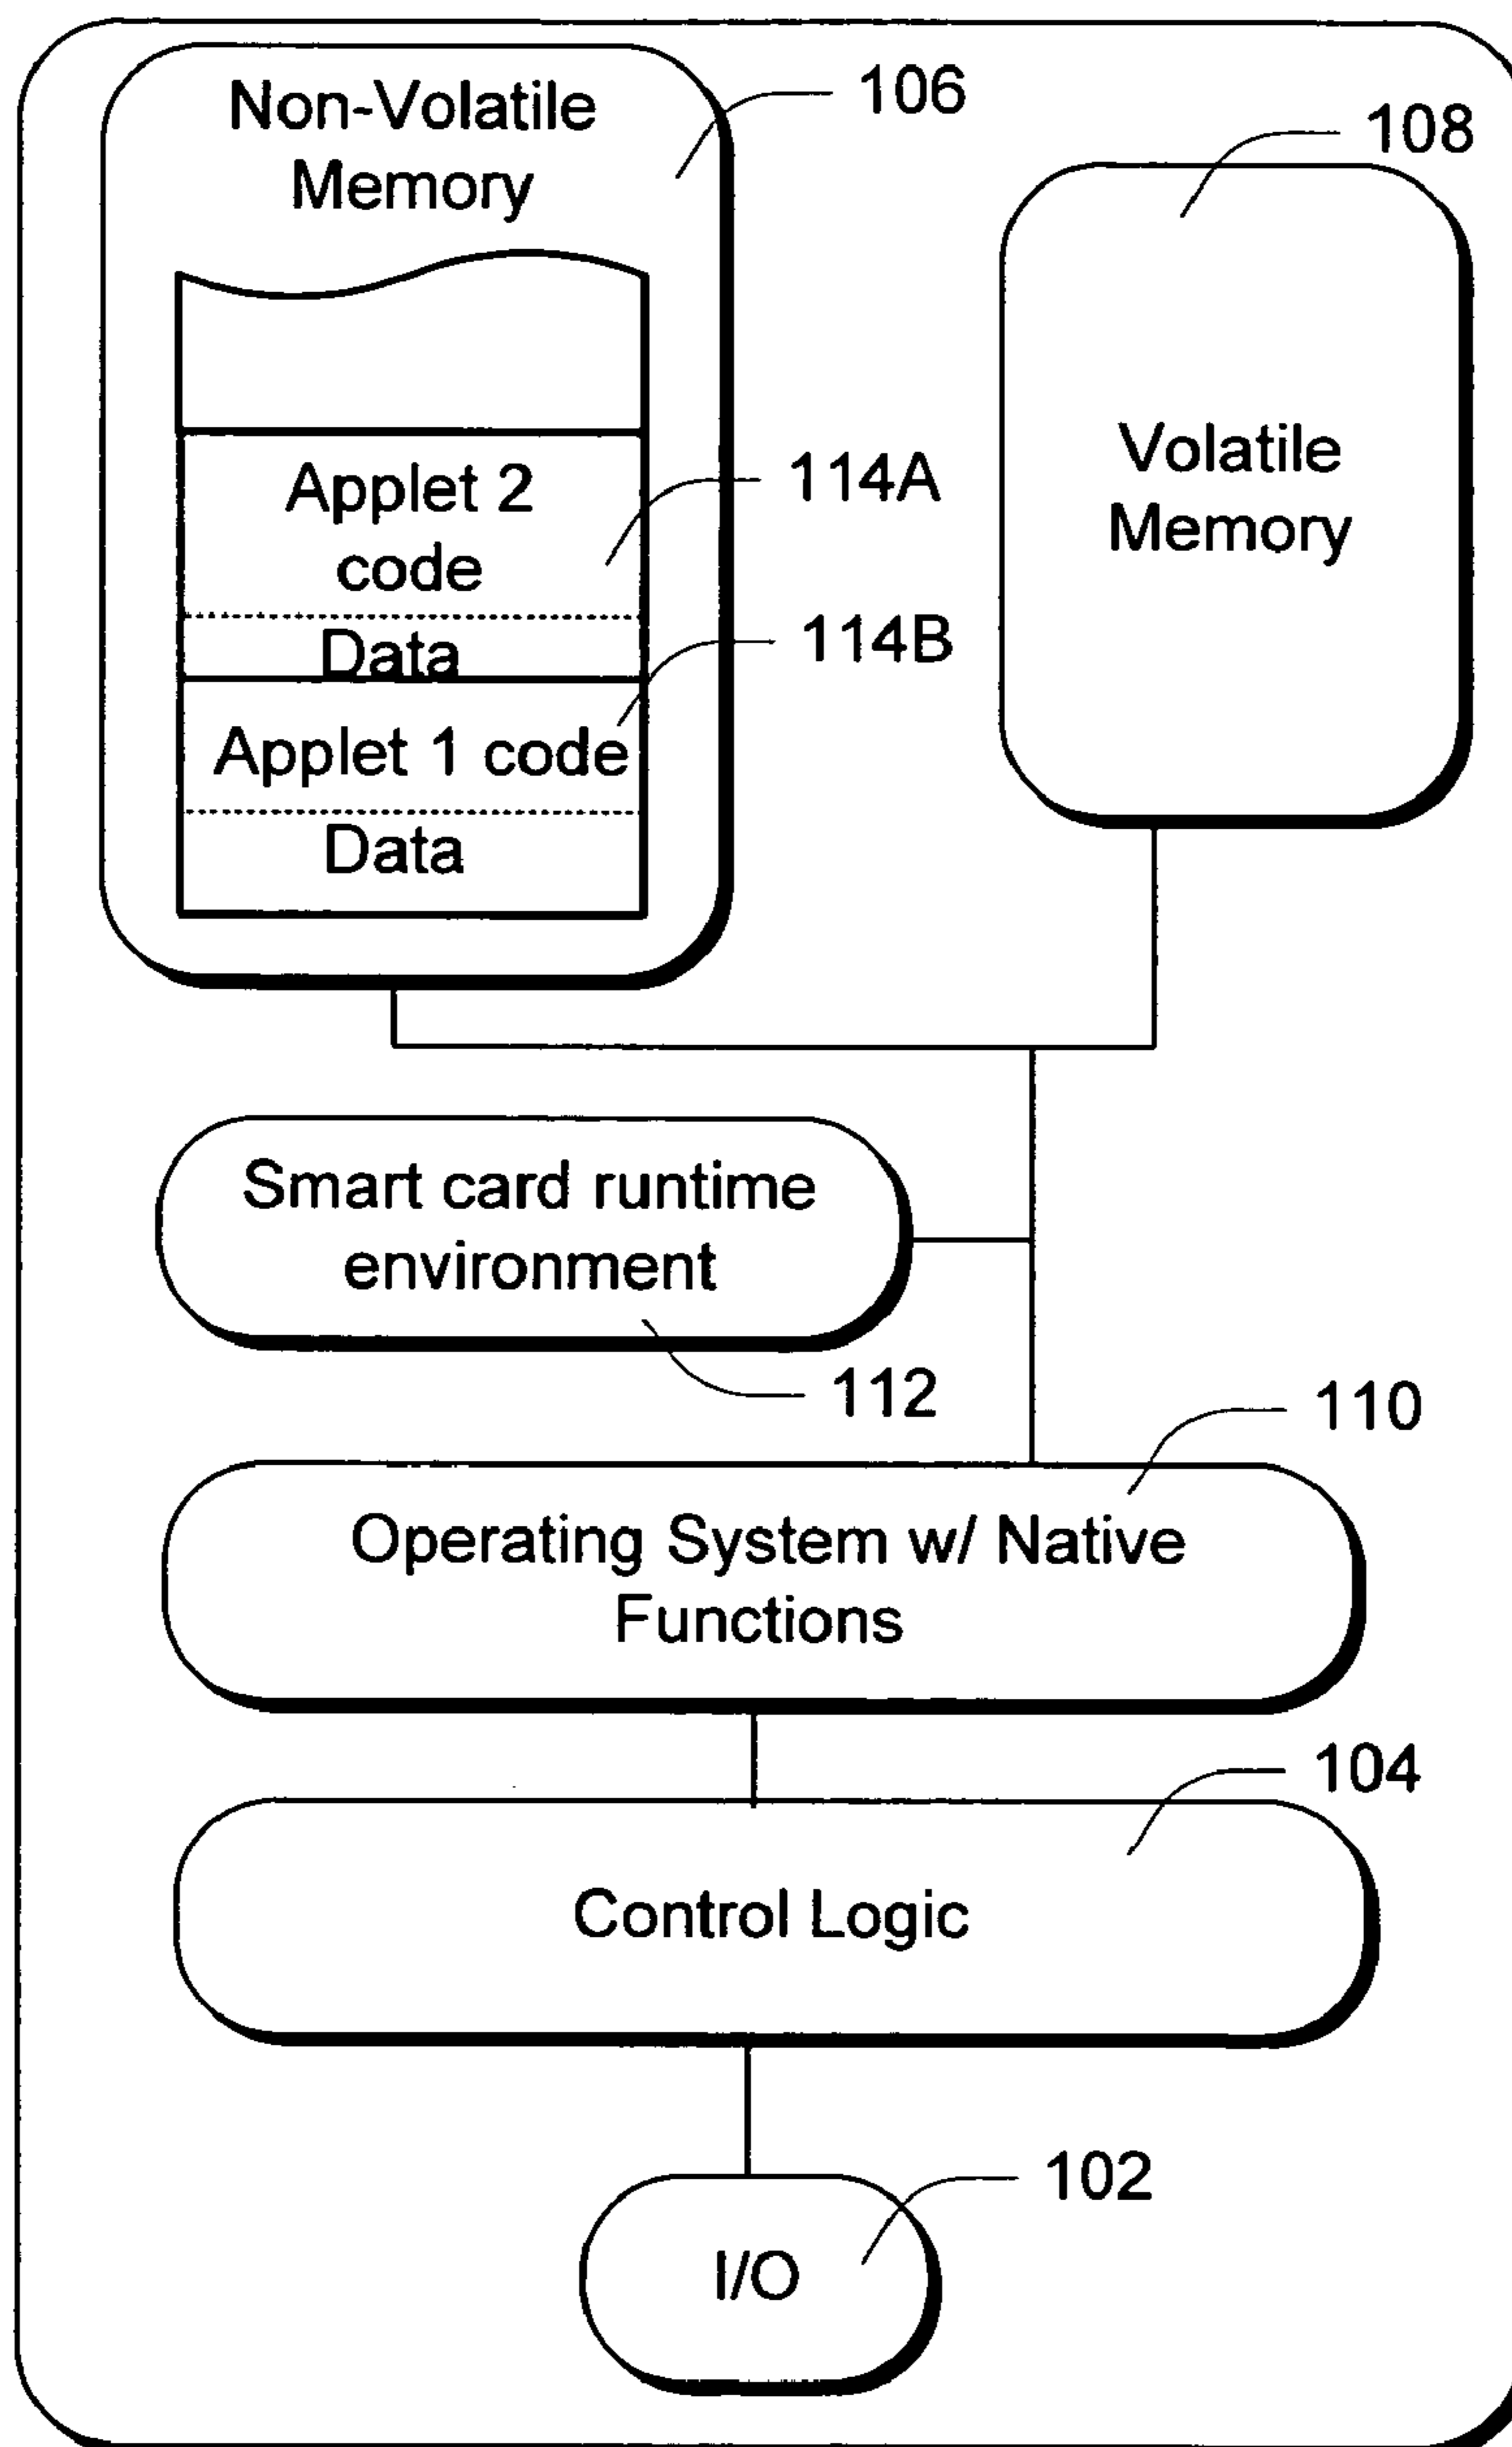 Non-Volatile
Memory
106
108
Applet 2
code
114A
Data
114B
Applet 1 code
Data
Volatile
Memory
Smart card runtime
environment
112
110
Operating System w/ Native
Functions
104
Control Logic
102
I/O